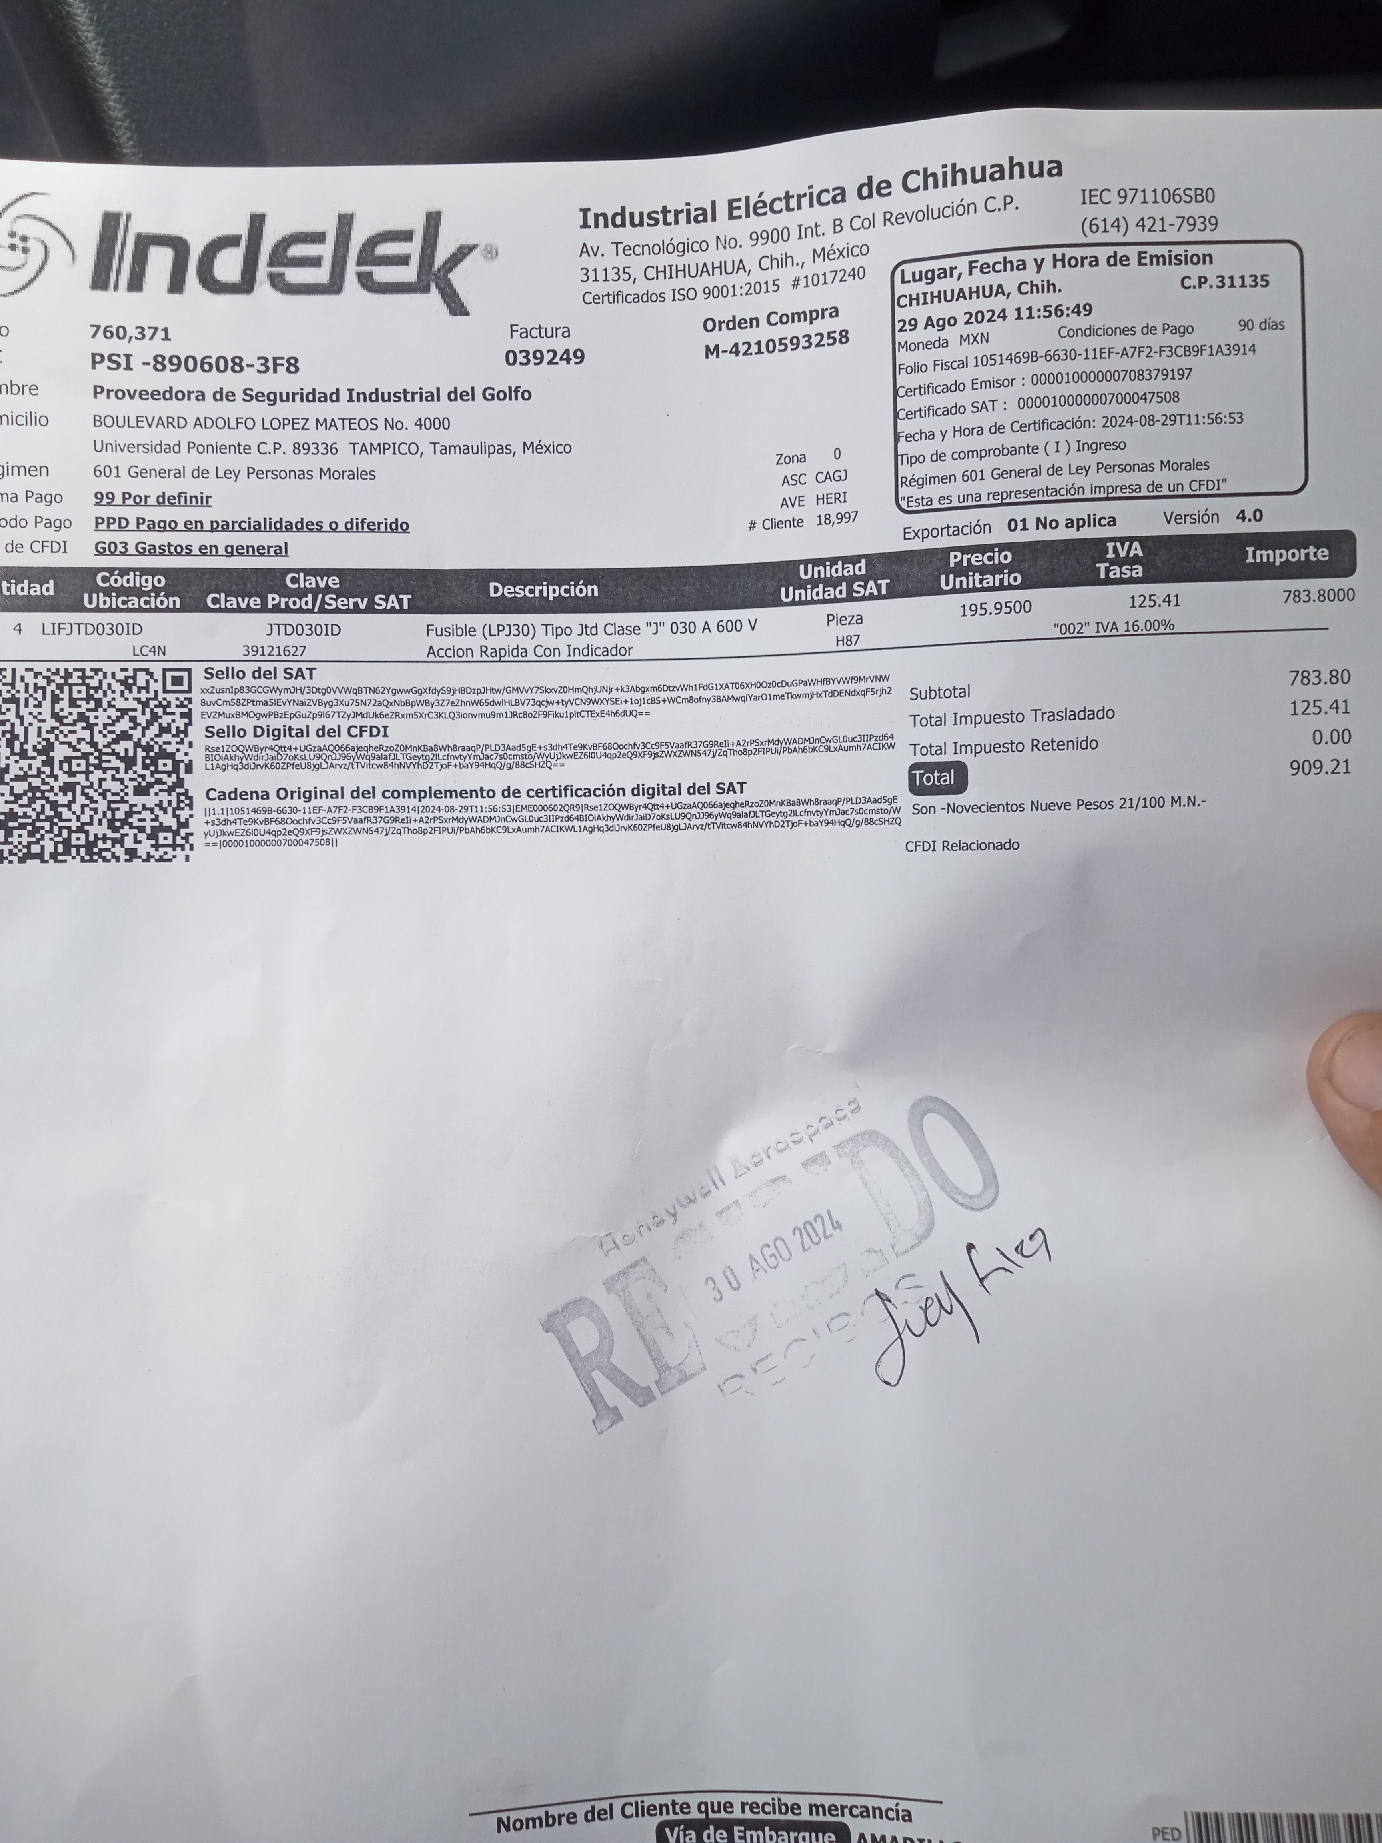 Indelek®
Industrial Eléctrica de Chihuahua
Av. Tecnológico No. 9900 Int. B Col Revolución C.P.
31135, CHIHUAHUA, Chih., México
Certificados ISO 9001:2015 #1017240
IEC 971106SB0
(614) 421-7939
Lugar, Fecha y Hora de Emision
CHIHUAHUA, Chih. C.P.31135
29 Ago 2024 11:56:49
Moneda MXN Condiciones de Pago 90 días
Folio Fiscal 1051469B-6630-11EF-A7F2-F3CB9F1A3914
Certificado Emisor : 00001000000708379197
Certificado SAT : 00001000000700047508
Fecha y Hora de Certificación: 2024-08-29T11:56:53
Tipo de comprobante ( I ) Ingreso
Régimen 601 General de Ley Personas Morales
"Esta es una representación impresa de un CFDI"
Exportación 01 No aplica Versión 4.0
760,371
PSI -890608-3F8
Factura
039249
Orden Compra
M-4210593258
mbre Proveedora de Seguridad Industrial del Golfo
micilio BOULEVARD ADOLFO LOPEZ MATEOS No. 4000
Universidad Poniente C.P. 89336 TAMPICO, Tamaulipas, México
gimen 601 General de Ley Personas Morales
ma Pago 99 Por definir
odo Pago PPD Pago en parcialidades o diferido
de CFDI G03 Gastos en general
Zona 0
ASC CAGJ
AVE HERI
# Cliente 18,997
tidad Código Ubicación Clave Clave Prod/Serv SAT Descripción Unidad Unidad SAT Precio Unitario IVA Tasa Importe
4 LIFJTD030ID JTD030ID Fusible (LPJ30) Tipo Jtd Clase "J" 030 A 600 V Pieza 195.9500 125.41 783.8000
LC4N 39121627 Accion Rapida Con Indicador H87 "002" IVA 16.00%
Sello del SAT
Sello Digital del CFDI
Cadena Original del complemento de certificación digital del SAT
==|00001000000700047508||
Subtotal 783.80
Total Impuesto Trasladado 125.41
Total Impuesto Retenido 0.00
Total 909.21
Son -Novecientos Nueve Pesos 21/100 M.N.-
CFDI Relacionado
Honeywell Aerospace
30 AGO 2024
RECIBOS
Nombre del Cliente que recibe mercancía
Vía de Embarque
PED